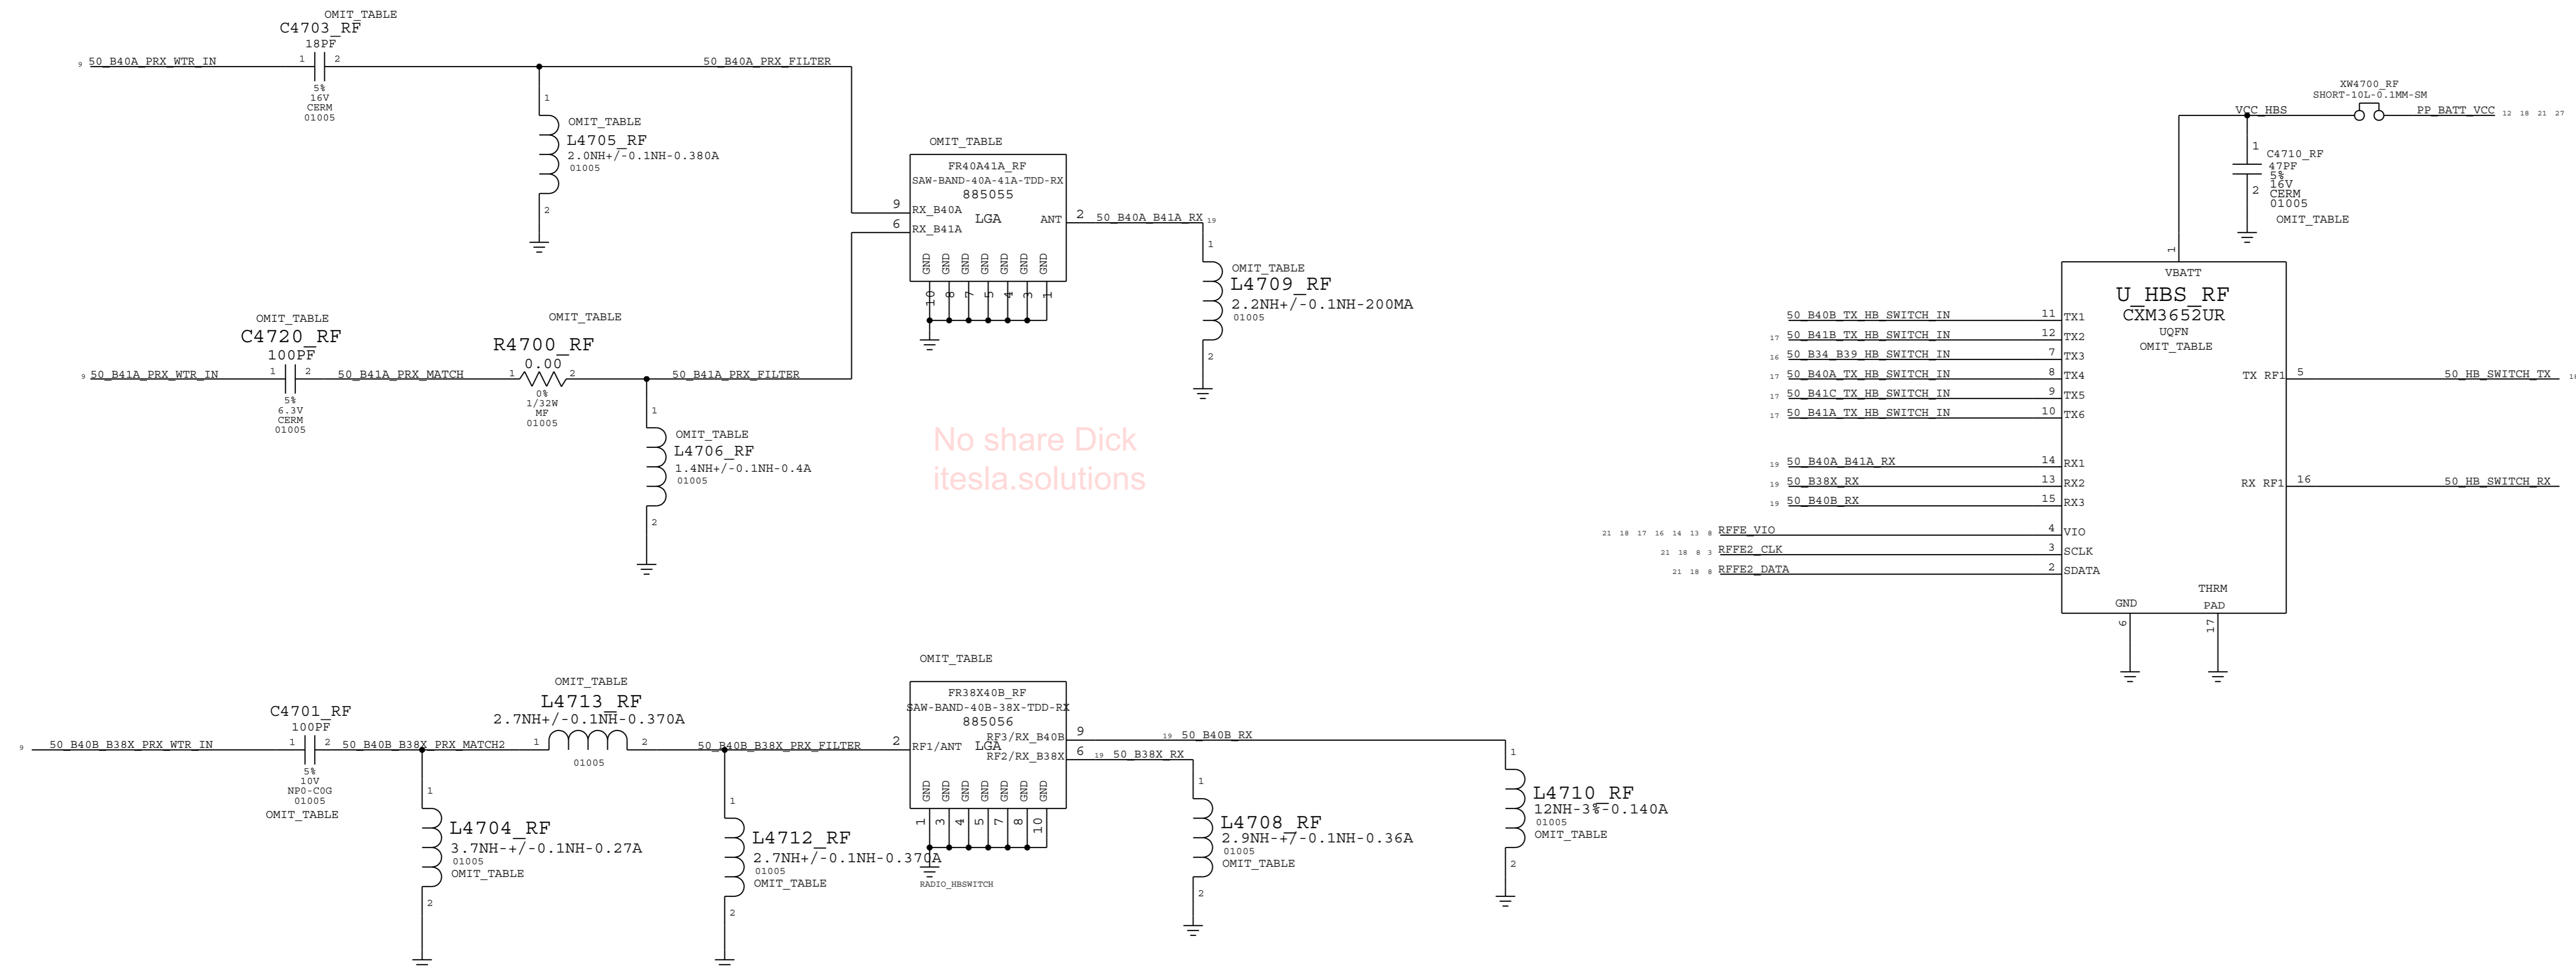 OMIT_TABLE
C4703_RF
18PF
9 50_B40A_PRX_WTR_IN
1 2
50_B40A_PRX_FILTER
5%
16V
CERM
01005
1
OMIT_TABLE
L4705_RF
2.0NH+/-0.1NH-0.380A
01005
2
OMIT_TABLE
FR40A41A_RF
SAW-BAND-40A-41A-TDD-RX
885055
9 RX_B40A
LGA
ANT 2 50_B40A_B41A_RX 19
6 RX_B41A
GND GND GND GND GND GND GND
10 8 7 5 4 3 1
1
OMIT_TABLE
L4709_RF
2.2NH+/-0.1NH-200MA
01005
2
OMIT_TABLE
C4720_RF
100PF
9 50_B41A_PRX_WTR_IN
1 2
50_B41A_PRX_MATCH
5%
6.3V
CERM
01005
OMIT_TABLE
R4700_RF
0.00
1 2
50_B41A_PRX_FILTER
0%
1/32W
MF
01005
1
OMIT_TABLE
L4706_RF
1.4NH+/-0.1NH-0.4A
01005
2
No share Dick
itesla.solutions
XW4700_RF
SHORT-10L-0.1MM-SM
VCC_HBS
PP_BATT_VCC 12 18 21 27
1
C4710_RF
47PF
5%
16V
2
CERM
01005
OMIT_TABLE
1
VBATT
U_HBS_RF
CXM3652UR
UQFN
OMIT_TABLE
50_B40B_TX_HB_SWITCH_IN 11 TX1
17 50_B41B_TX_HB_SWITCH_IN 12 TX2
16 50_B34_B39_HB_SWITCH_IN 7 TX3
17 50_B40A_TX_HB_SWITCH_IN 8 TX4
TX RF1 5 50_HB_SWITCH_TX
17 50_B41C_TX_HB_SWITCH_IN 9 TX5
17 50_B41A_TX_HB_SWITCH_IN 10 TX6
19 50_B40A_B41A_RX 14 RX1
19 50_B38X_RX 13 RX2
RX RF1 16 50_HB_SWITCH_RX
19 50_B40B_RX 15 RX3
21 18 17 16 14 13 8 RFFE_VIO 4 VIO
21 18 8 3 RFFE2_CLK 3 SCLK
21 18 8 RFFE2_DATA 2 SDATA
THRM
GND PAD
6 17
C4701_RF
100PF
9 50_B40B_B38X_PRX_WTR_IN
1 2
50_B40B_B38X_PRX_MATCH2
5%
10V
NP0-C0G
01005
OMIT_TABLE
OMIT_TABLE
L4713_RF
2.7NH+/-0.1NH-0.370A
1 2
01005
50_B40B_B38X_PRX_FILTER
1
L4704_RF
3.7NH-+/-0.1NH-0.27A
01005
OMIT_TABLE
2
1
L4712_RF
2.7NH+/-0.1NH-0.370A
01005
OMIT_TABLE
2
OMIT_TABLE
FR38X40B_RF
SAW-BAND-40B-38X-TDD-RX
885056
2 RF1/ANT
LGA
RF3/RX_B40B 9 19 50_B40B_RX
RF2/RX_B38X 6 19 50_B38X_RX
GND GND GND GND GND GND GND
1 3 4 5 7 8 10
RADIO_HBSWITCH
1
L4708_RF
2.9NH-+/-0.1NH-0.36A
01005
OMIT_TABLE
2
1
L4710_RF
12NH-3%-0.140A
01005
OMIT_TABLE
2